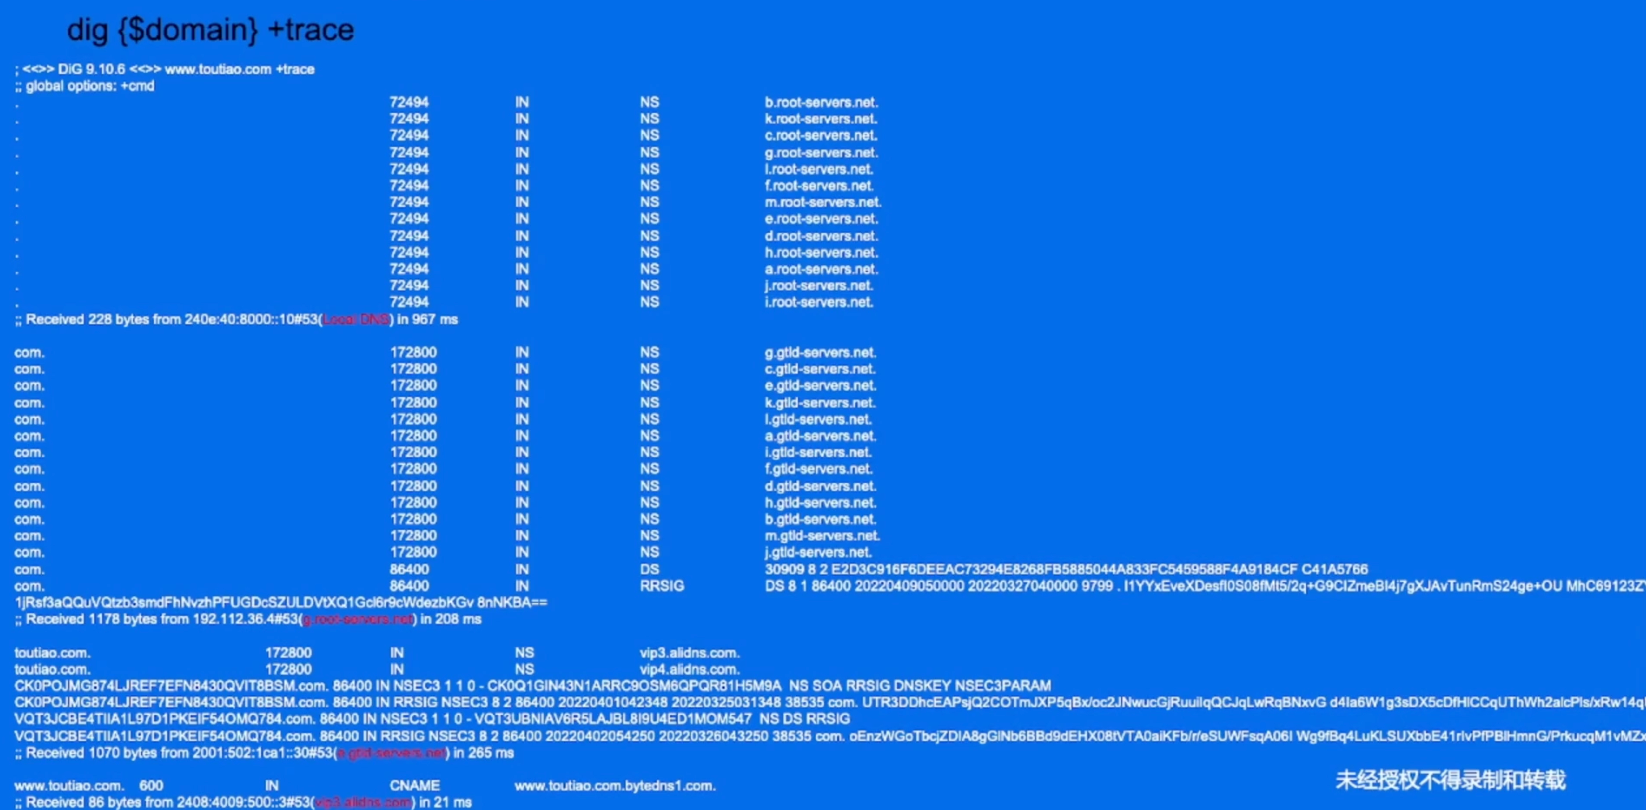 dig {$domain} +trace
; <<>> DiG 9.10.6 <<>> www.toutiao.com +trace
;; global options: +cmd
. 72494 IN NS b.root-servers.net.
. 72494 IN NS k.root-servers.net.
. 72494 IN NS c.root-servers.net.
. 72494 IN NS g.root-servers.net.
. 72494 IN NS l.root-servers.net.
. 72494 IN NS f.root-servers.net.
. 72494 IN NS m.root-servers.net.
. 72494 IN NS e.root-servers.net.
. 72494 IN NS d.root-servers.net.
. 72494 IN NS h.root-servers.net.
. 72494 IN NS a.root-servers.net.
. 72494 IN NS j.root-servers.net.
. 72494 IN NS i.root-servers.net.
;; Received 228 bytes from 240e:40:8000::10#53(Local DNS) in 967 ms
com. 172800 IN NS g.gtld-servers.net.
com. 172800 IN NS c.gtld-servers.net.
com. 172800 IN NS e.gtld-servers.net.
com. 172800 IN NS k.gtld-servers.net.
com. 172800 IN NS l.gtld-servers.net.
com. 172800 IN NS a.gtld-servers.net.
com. 172800 IN NS i.gtld-servers.net.
com. 172800 IN NS f.gtld-servers.net.
com. 172800 IN NS d.gtld-servers.net.
com. 172800 IN NS h.gtld-servers.net.
com. 172800 IN NS b.gtld-servers.net.
com. 172800 IN NS m.gtld-servers.net.
com. 172800 IN NS j.gtld-servers.net.
com. 86400 IN DS 30909 8 2 E2D3C916F6DEEAC73294E8268FB5885044A833FC5459588F4A9184CF C41A5766
com. 86400 IN RRSIG DS 8 1 86400 20220409050000 20220327040000 9799 .
;; Received 1178 bytes from 192.112.36.4#53(g.root-servers.net) in 208 ms
toutiao.com. 172800 IN NS vip3.alidns.com.
toutiao.com. 172800 IN NS vip4.alidns.com.
CK0POJMG874LJREF7EFN8430QVIT8BSM.com. 86400 IN NSEC3 1 1 0 - CK0Q1GIN43N1ARRC9OSM6QPQR81H5M9A NS SOA RRSIG DNSKEY NSEC3PARAM
CK0POJMG874LJREF7EFN8430QVIT8BSM.com. 86400 IN RRSIG NSEC3 8 2 86400 20220401042348 20220325031348 38535 com.
VQT3JCBE4TIIA1L97D1PKEIF54OMQ784.com. 86400 IN NSEC3 1 1 0 - VQT3UBNIAV6R5LAJBL8I9U4ED1MOM547 NS DS RRSIG
VQT3JCBE4TIIA1L97D1PKEIF54OMQ784.com. 86400 IN RRSIG NSEC3 8 2 86400 20220402054250 20220326043250 38535 com.
;; Received 1070 bytes from 2001:502:1ca1::30#53(e.gtld-servers.net) in 265 ms
www.toutiao.com. 600 IN CNAME www.toutiao.com.bytedns1.com.
;; Received 86 bytes from 2408:4009:500::3#53(vip3.alidns.com) in 21 ms
未经授权不得录制和转载